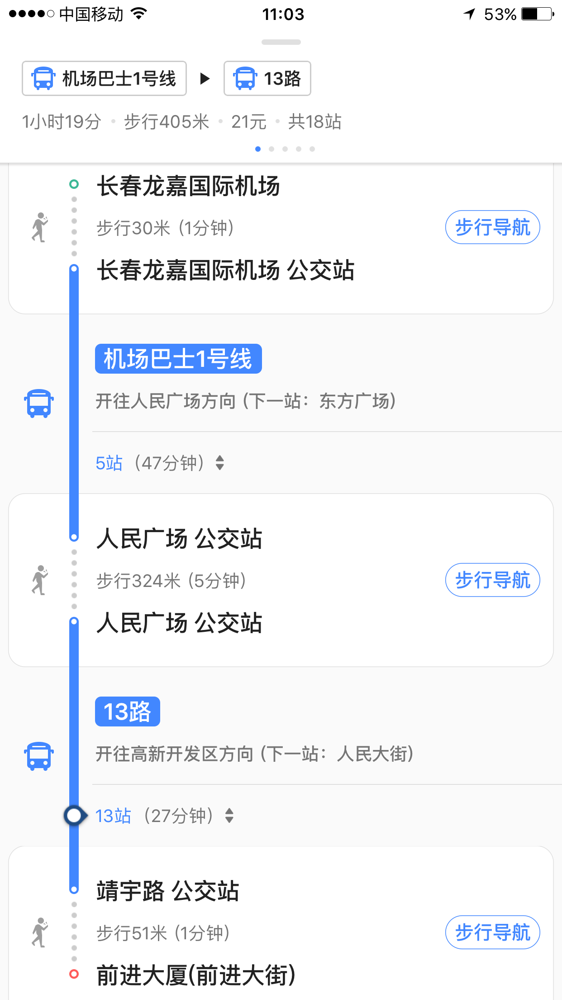 中国移动 11:03 53%
机场巴士1号线 ▶ 13路
1小时19分 · 步行405米 · 21元 · 共18站
长春龙嘉国际机场
步行30米 (1分钟) 步行导航
长春龙嘉国际机场 公交站
机场巴士1号线
开往人民广场方向 (下一站：东方广场)
5站 (47分钟)
人民广场 公交站
步行324米 (5分钟) 步行导航
人民广场 公交站
13路
开往高新开发区方向 (下一站：人民大街)
13站 (27分钟)
靖宇路 公交站
步行51米 (1分钟) 步行导航
前进大厦(前进大街)